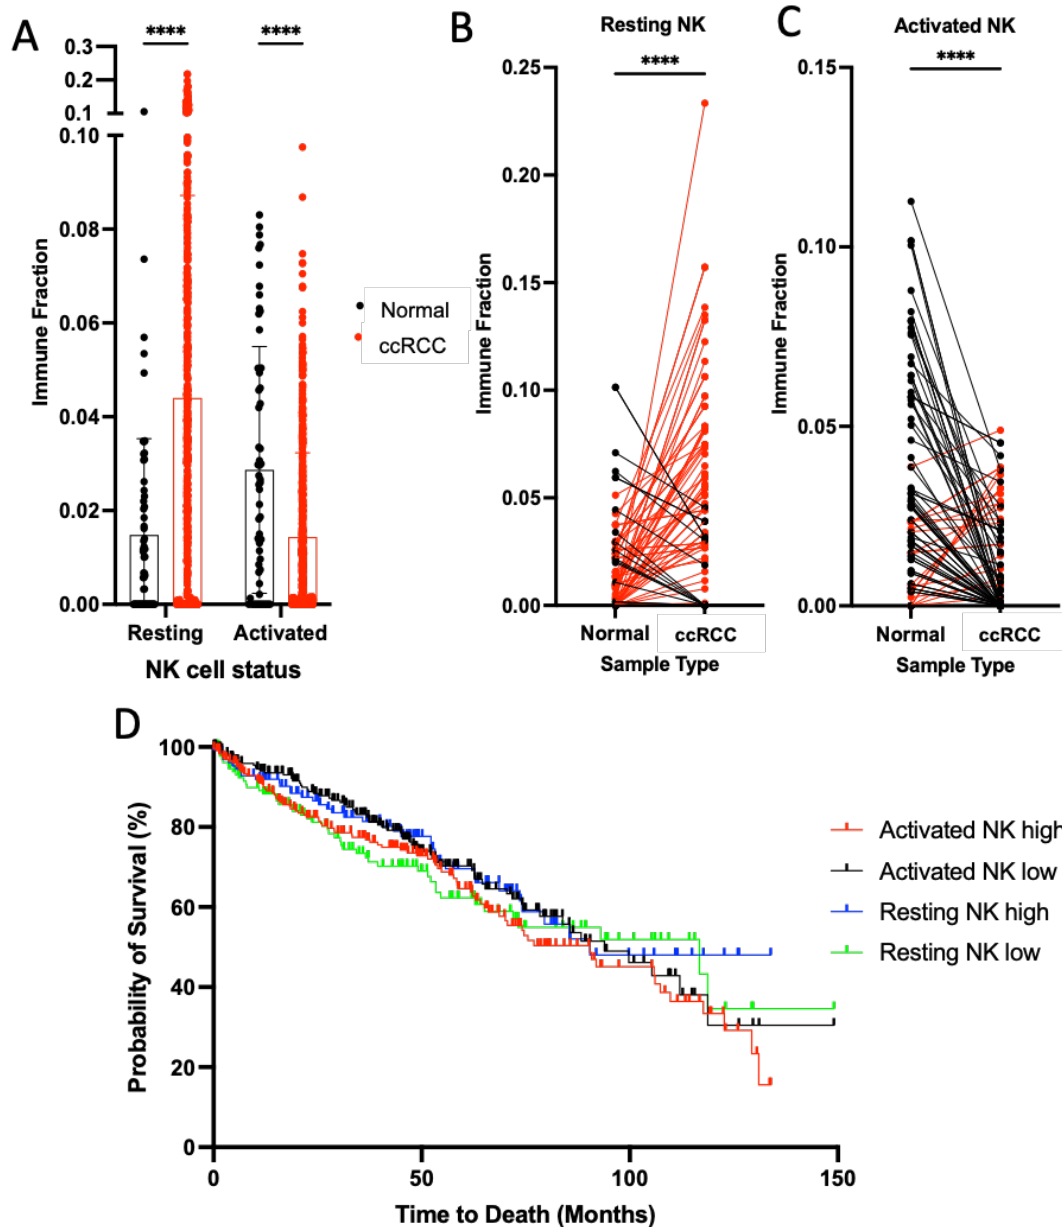 A
****
****
0.3
0.2
0.1
0.10
0.08
0.06
0.04
0.02
0.00
Immune Fraction
Resting
Activated
NK cell status
Normal
ccRCC
B
Resting NK
****
0.25
0.20
0.15
0.10
0.05
0.00
Immune Fraction
Normal
ccRCC
Sample Type
C
Activated NK
****
0.15
0.10
0.05
0.00
Immune Fraction
Normal
ccRCC
Sample Type
D
100
80
60
40
20
0
Probability of Survival (%)
0
50
100
150
Time to Death (Months)
Activated NK high
Activated NK low
Resting NK high
Resting NK low